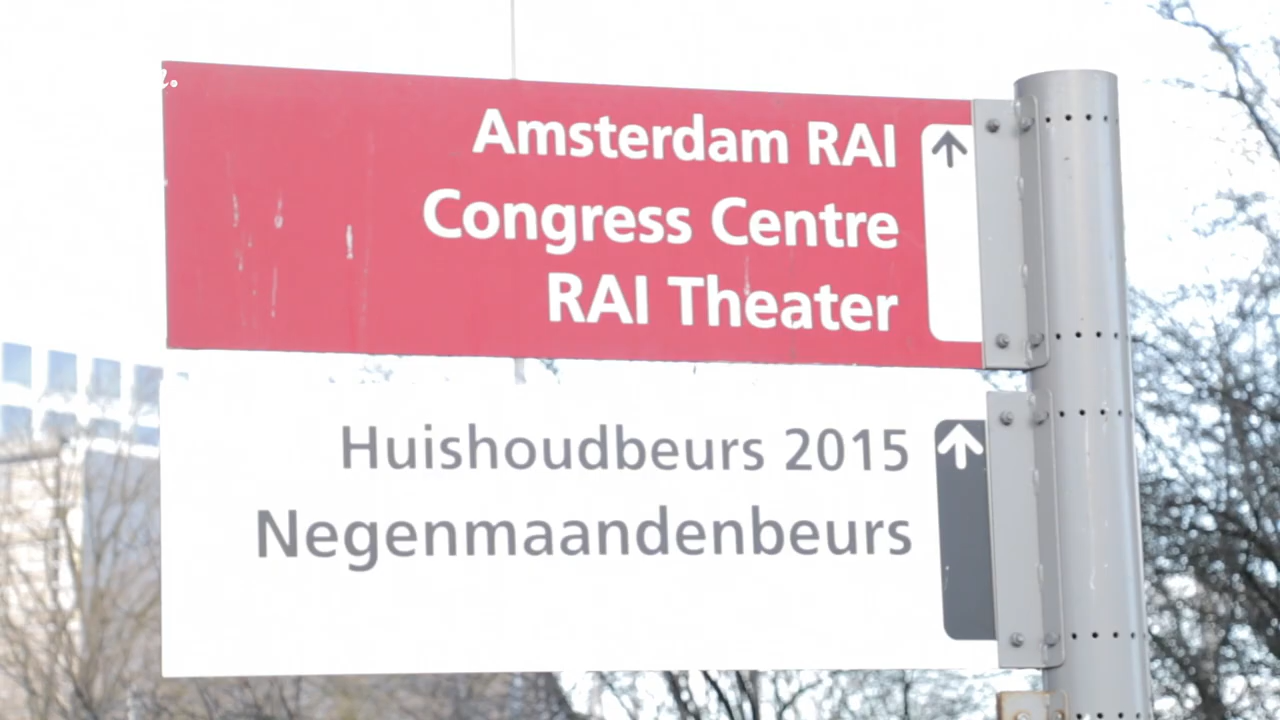 Amsterdam RAI
Congress Centre
RAI Theater
Huishoudbeurs 2015
Negenmaandenbeurs